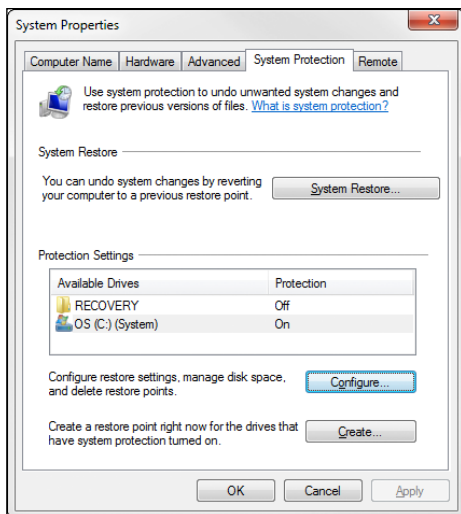 System Properties
Computer Name Hardware Advanced System Protection Remote
Use system protection to undo unwanted system changes and
restore previous versions of files. What is system protection?
System Restore
You can undo system changes by reverting
your computer to a previous restore point.
System Restore...
Protection Settings
Available Drives Protection
RECOVERY Off
OS (C:) (System) On
Configure restore settings, manage disk space,
and delete restore points.
Configure...
Create a restore point right now for the drives that
have system protection turned on.
Create...
OK Cancel Apply